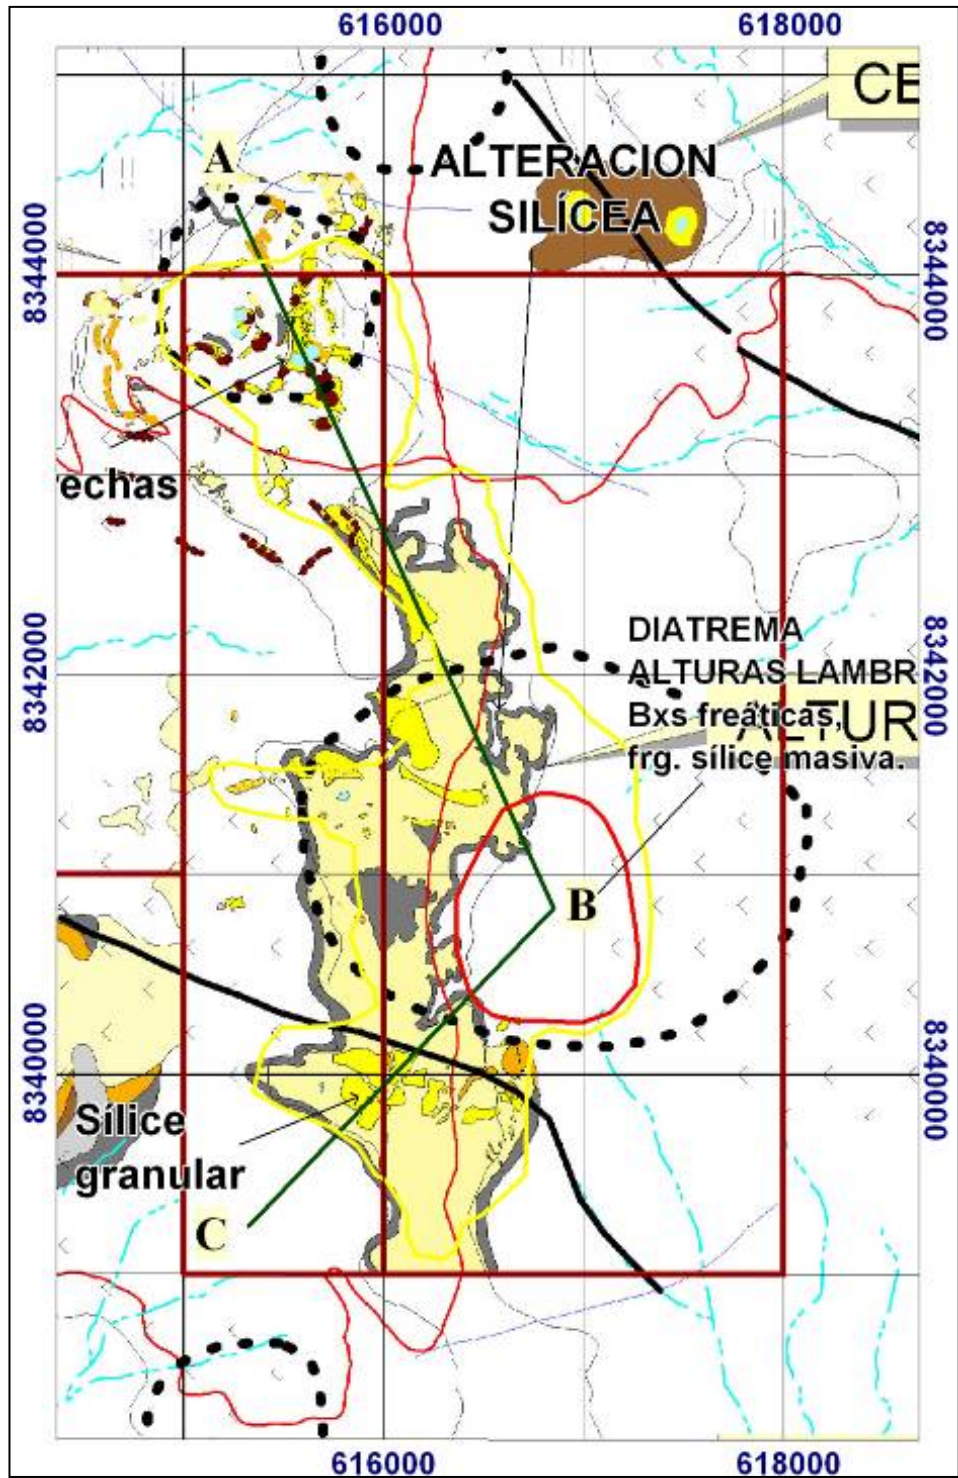 616000
618000
CE
A
ALTERACION
SILÍCEA
8344000
8344000
echas
DIATREMA
ALTURAS LAMBR
Bxs freáticas,
ALTUR
frg. sílice masiva.
8342000
8342000
B
8340000
8340000
Sílice
granular
C
616000
618000